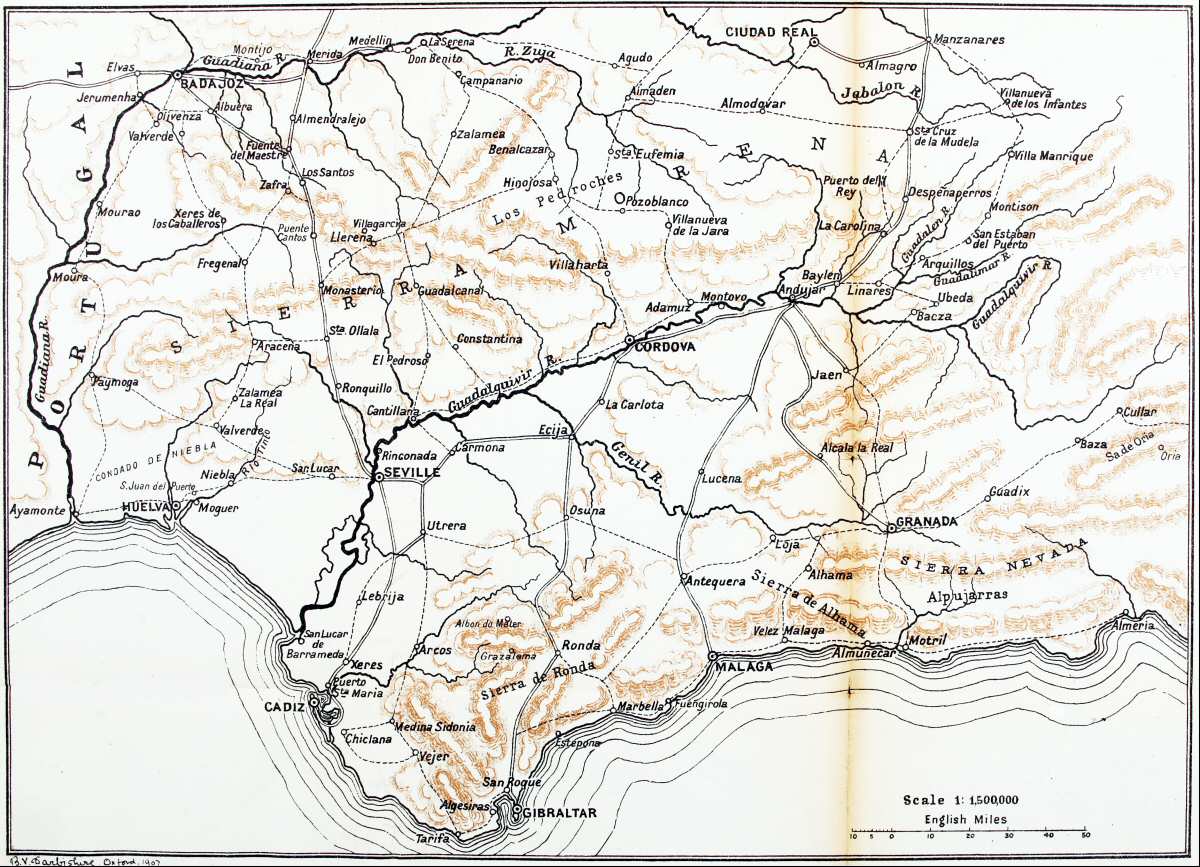 CIUDAD REAL
Manzanares
Medellin
La Serena
R. Zuja
Montijo
Merida
Don Benito
Guadiana R.
Elvas
BADAJOZ
Agudo
Almagro
Campanario
Jabalon R.
Jerumenha
Albuera
Almaden
Almodovar
Villanueva
de los Infantes
Olivenza
Valverde
Almendralejo
Zalamea
Sta. Cruz
de la Mudela
Fuente
del Maestre
Benalcazar
Sta. Eufemia
Villa Manrique
Zafra
Los Santos
Hinojosa
Los Pedroches
Pozoblanco
Puerto del
Rey
Despeñaperros
Mourao
Xeres de
los Caballeros
Villagarcia
Llerena
Puente
Cantos
Villanueva
de la Jara
La Carolina
Montison
San Estaban
del Puerto
Guadalen R.
Arquillos
Guadalimar R
Guadalquivir R
PORTUGAL
SIERRA MORENA
Moura
Fregenal
Monasterio
Guadalcanal
Villaharta
Baylen
Andujar
Linares
Ubeda
Baeza
Adamuz
Montovo
Guadiana R.
Sta. Ollala
Aracena
Constantina
CORDOVA
El Pedroso
Taymoga
Zalamea
La Real
Ronquillo
Guadalquivir R.
Jaen
Cantillana
La Carlota
Cullar
Valverde
Ecija
Carmona
Genil R.
Alcala la Real
Baza
Sa de Oria
Oria
CONDADO DE NIEBLA
Rio Tinto
Rinconada
SEVILLE
Niebla
San Lucar
Lucena
S. Juan del Puerto
HUELVA
Moguer
Ayamonte
Guadix
Osuna
GRANADA
Utrera
Loja
SIERRA NEVADA
Antequera
Alhama
Sierra de Alhama
Alpujarras
Lebrija
Albon do Mater
Velez Malaga
Almeria
San Lucar
de
Barrameda
Arcos
Grazalema
Ronda
Almuñecar
Motril
Xeres
MALAGA
Puerto
Sta Maria
Sierra de Ronda
CADIZ
Marbella
Fuengirola
Medina Sidonia
Chiclana
Estepona
Vejer
San Roque
Algesiras
GIBRALTAR
Tarifa
Scale 1: 1,500,000
English Miles
10 5 0 10 20 30 40 50
B.V. Darbishire Oxford, 1907